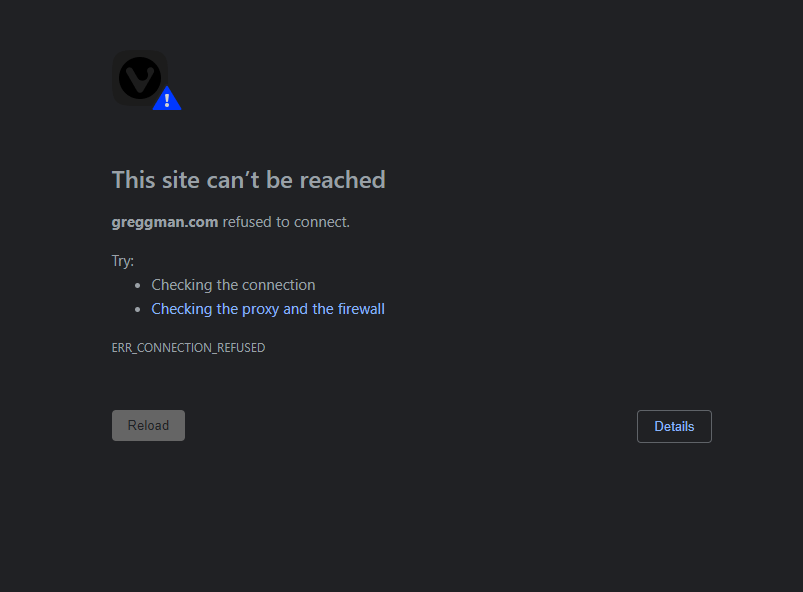 This site can’t be reached
greggman.com refused to connect.
Try:
• Checking the connection
• Checking the proxy and the firewall
ERR_CONNECTION_REFUSED
Reload
Details